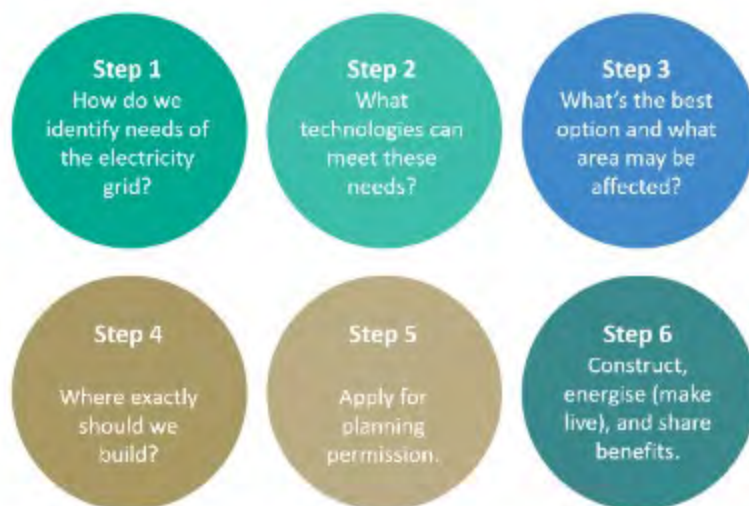 Step 1
How do we
identify needs of
the electricity
grid?
Step 2
What
technologies can
meet these
needs?
Step 3
What's the best
option and what
area may be
affected?
Step 4
Where exactly
should we
build?
Step 5
Apply for
planning
permission.
Step 6
Construct,
energise (make
live), and share
benefits.